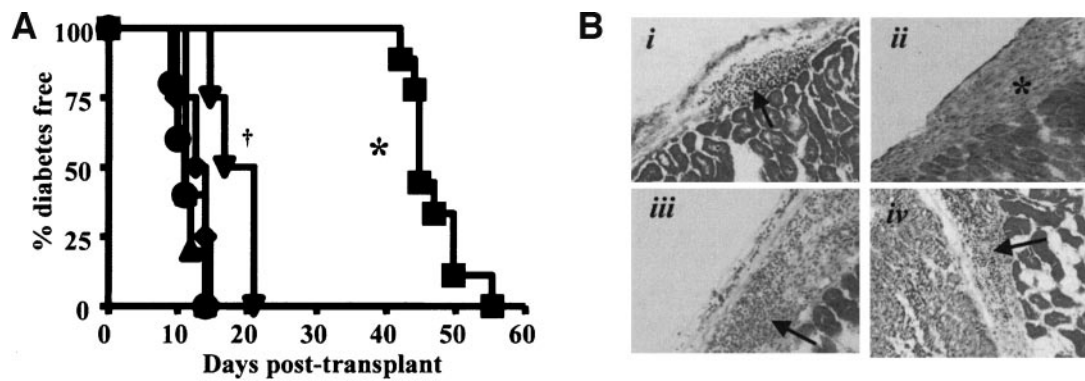 A
% diabetes free
100
75
50
25
0
†
*
0 10 20 30 40 50 60
Days post-transplant
B
i
ii
*
iii
iv